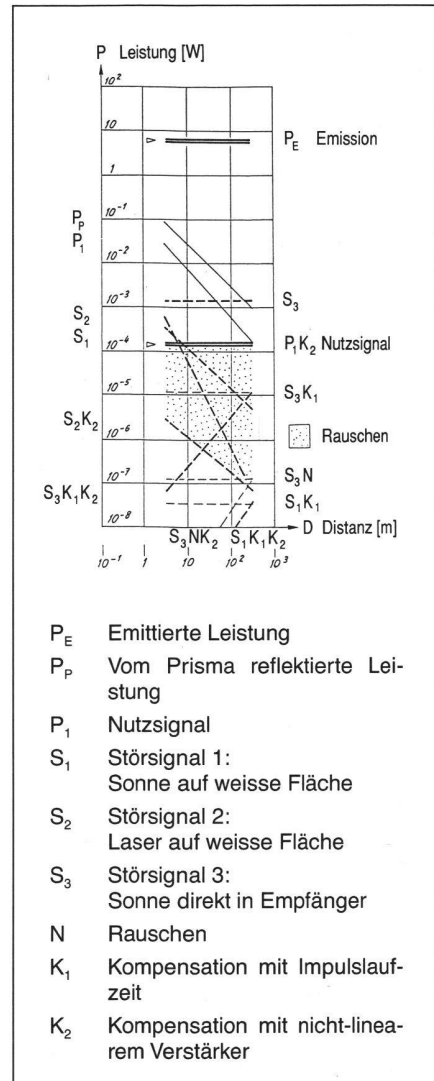 P Leistung [W]
10²
10
P_E Emission
1
10⁻¹
P_P
P_1
10⁻²
10⁻³
S_3
S_2
S_1
10⁻⁴
P_1K_2 Nutzsignal
10⁻⁵
S_3K_1
S_2K_2
10⁻⁶
Rauschen
10⁻⁷
S_3N
S_3K_1K_2
S_1K_1
10⁻⁸
D Distanz [m]
S_3NK_2 S_1K_1K_2
10⁻¹ 1 10 10² 10³
P_E Emittierte Leistung
P_P Vom Prisma reflektierte Lei-
stung
P_1 Nutzsignal
S_1 Störsignal 1:
Sonne auf weisse Fläche
S_2 Störsignal 2:
Laser auf weisse Fläche
S_3 Störsignal 3:
Sonne direkt in Empfänger
N Rauschen
K_1 Kompensation mit Impulslauf-
zeit
K_2 Kompensation mit nicht-linea-
rem Verstärker